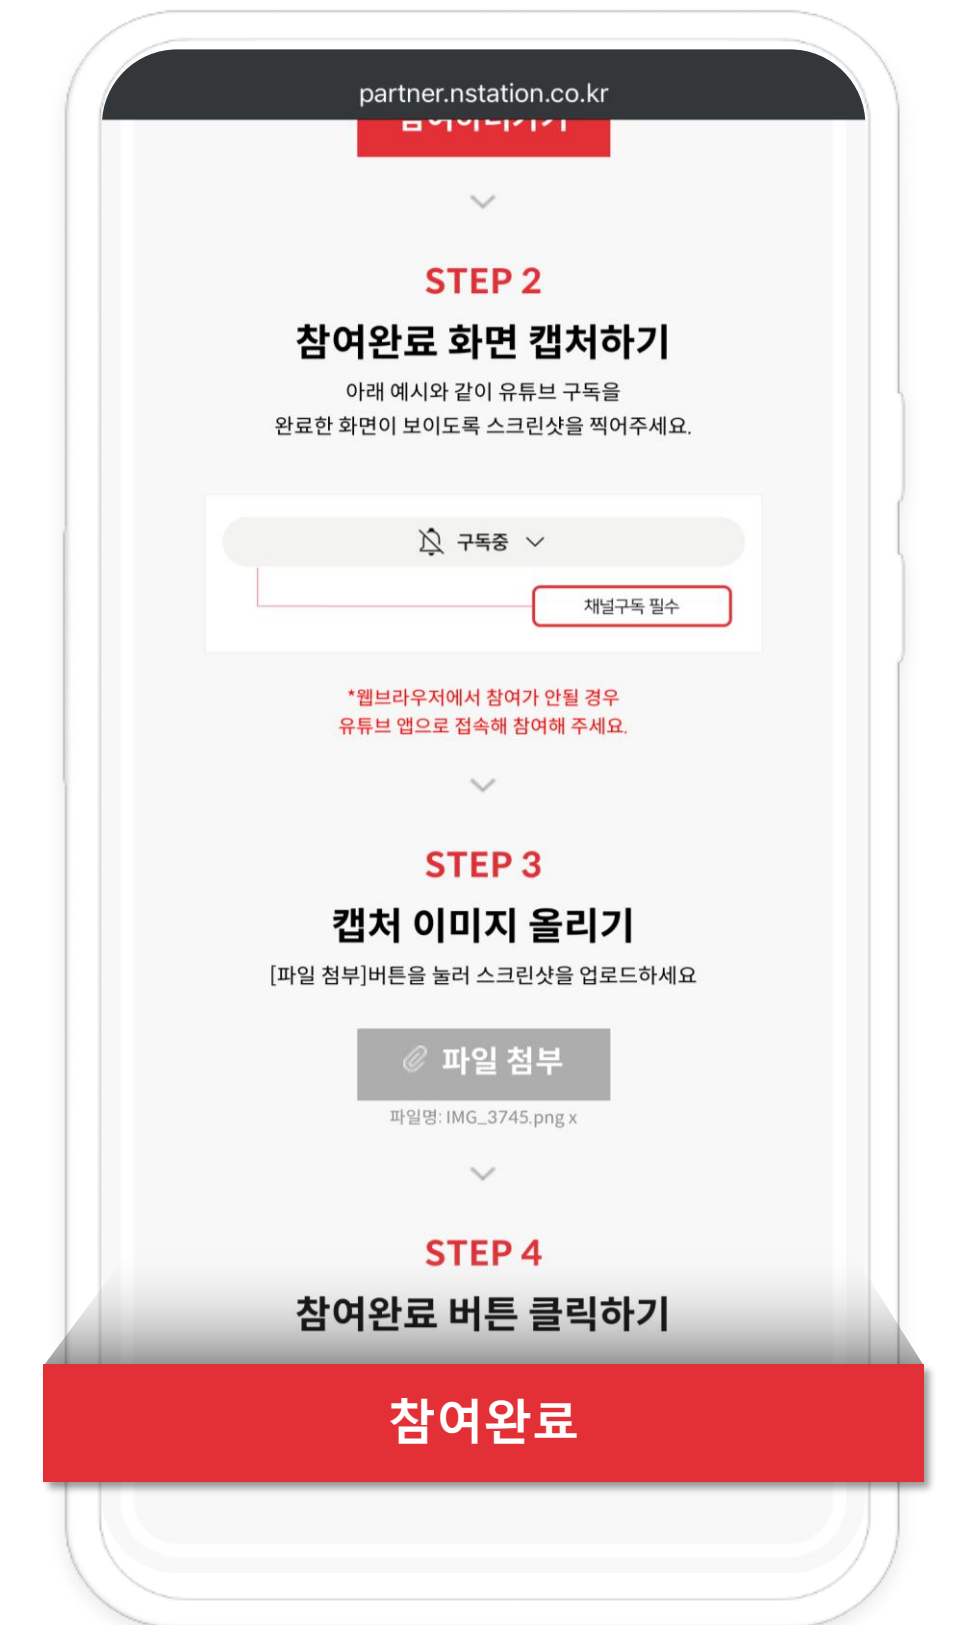 partner.nstation.co.kr
STEP 2
참여완료 화면 캡처하기
아래 예시와 같이 유튜브 구독을
완료한 화면이 보이도록 스크린샷을 찍어주세요.
구독중
채널구독 필수
*웹브라우저에서 참여가 안될 경우
유튜브 앱으로 접속해 참여해 주세요.
STEP 3
캡처 이미지 올리기
[파일 첨부]버튼을 눌러 스크린샷을 업로드하세요
파일 첨부
파일명: IMG_3745.png x
STEP 4
참여완료 버튼 클릭하기
참여완료